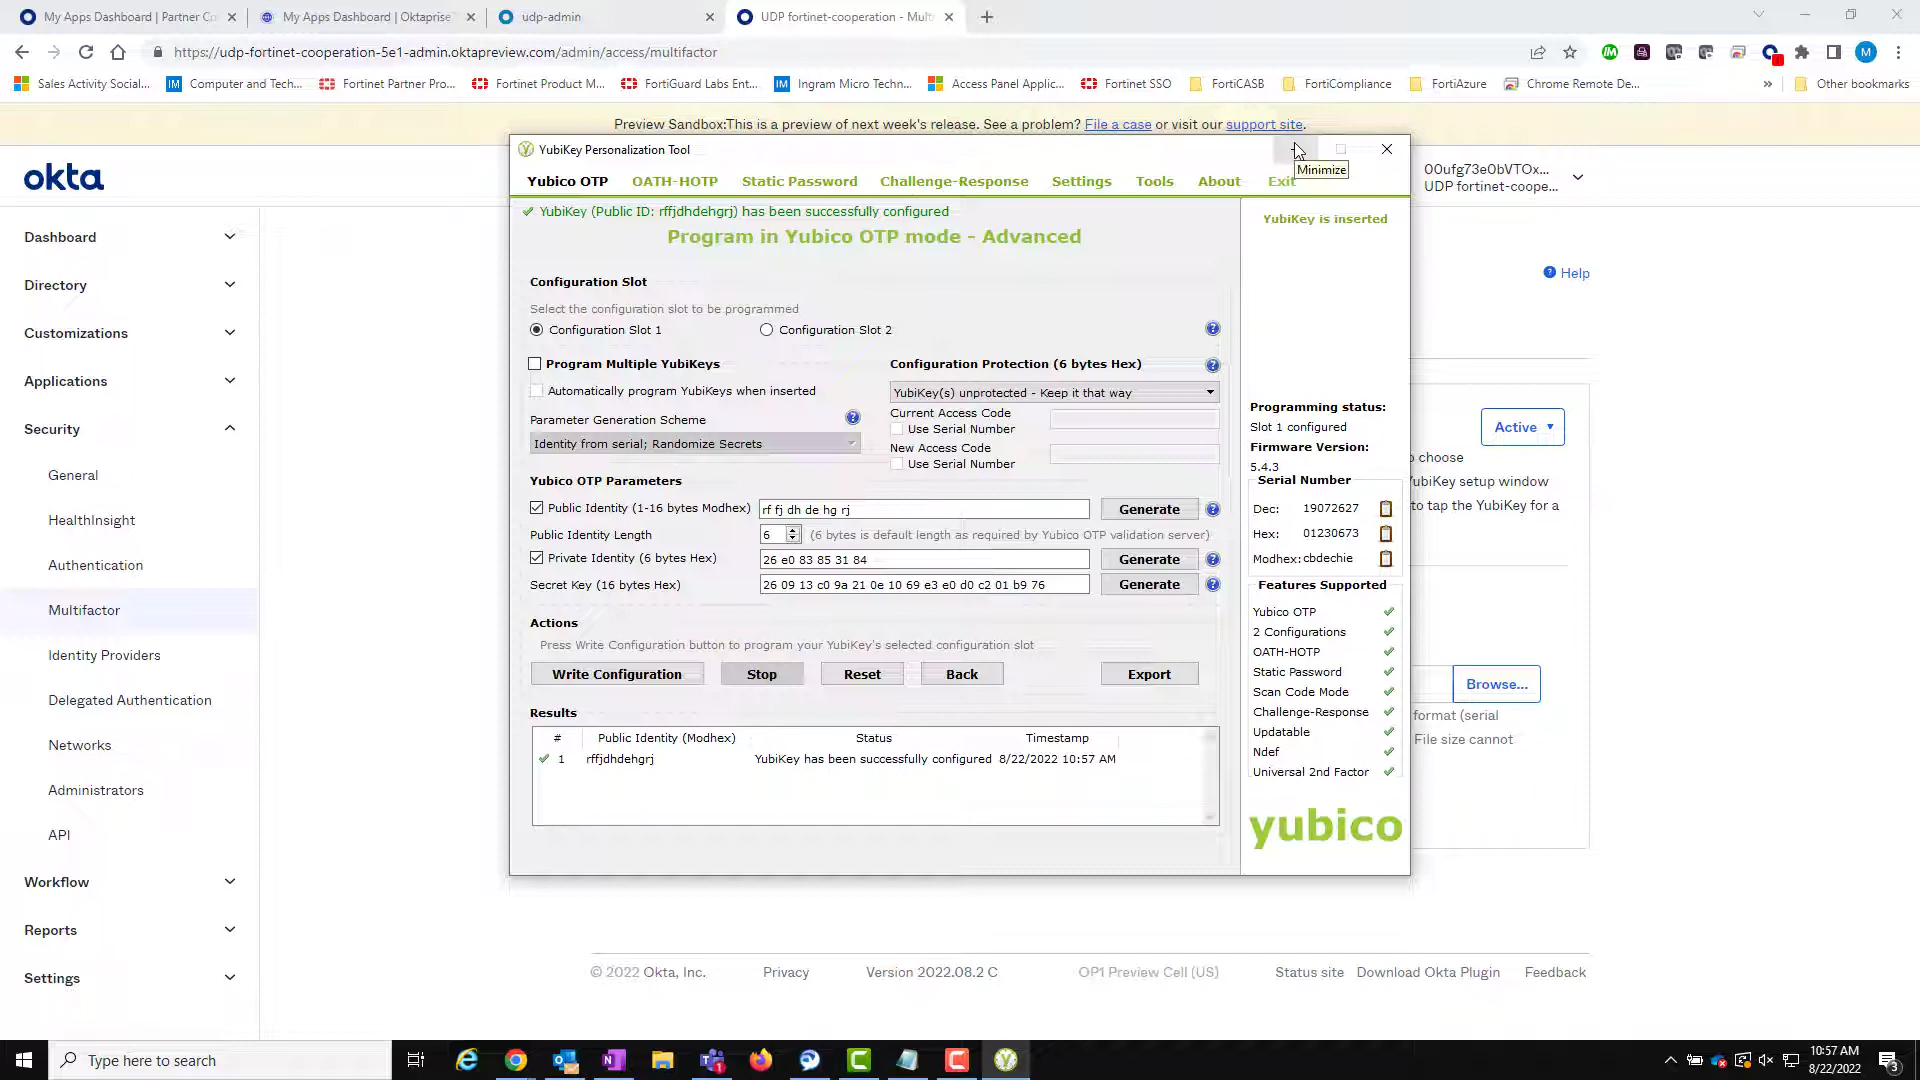 My Apps Dashboard | Partner Co
My Apps Dashboard | Oktaprise
udp-admin
UDP fortinet-cooperation - Mult
https://udp-fortinet-cooperation-5e1-admin.oktapreview.com/admin/access/multifactor
M
Sales Activity Social...
IM
Computer and Tech...
Fortinet Partner Pro...
Fortinet Product M...
FortiGuard Labs Ent...
IM
Ingram Micro Techn...
Access Panel Applic...
Fortinet SSO
FortiCASB
FortiCompliance
FortiAzure
Chrome Remote De...
»
Other bookmarks
Preview Sandbox:This is a preview of next week's release. See a problem? File a case or visit our support site.
okta
00ufg73e0bVTOx...
UDP fortinet-coope...
Dashboard
Directory
Customizations
Applications
Security
General
HealthInsight
Authentication
Multifactor
Identity Providers
Delegated Authentication
Networks
Administrators
API
Workflow
Reports
Settings
YubiKey Personalization Tool
Minimize
Yubico OTP
OATH-HOTP
Static Password
Challenge-Response
Settings
Tools
About
Exit
YubiKey (Public ID: rffjdhdehgrj) has been successfully configured
Program in Yubico OTP mode - Advanced
Configuration Slot
Select the configuration slot to be programmed
Configuration Slot 1
Configuration Slot 2
?
Program Multiple YubiKeys
Automatically program YubiKeys when inserted
Parameter Generation Scheme
?
Identity from serial; Randomize Secrets
Configuration Protection (6 bytes Hex)
?
YubiKey(s) unprotected - Keep it that way
Current Access Code
Use Serial Number
New Access Code
Use Serial Number
Yubico OTP Parameters
Public Identity (1-16 bytes Modhex)
rf fj dh de hg rj
Generate
?
Public Identity Length
6
(6 bytes is default length as required by Yubico OTP validation server)
Private Identity (6 bytes Hex)
26 e0 83 85 31 84
Generate
?
Secret Key (16 bytes Hex)
26 09 13 c0 9a 21 0e 10 69 e3 e0 d0 c2 01 b9 76
Generate
?
Actions
Press Write Configuration button to program your YubiKey's selected configuration slot
Write Configuration
Stop
Reset
Back
Export
Results
# Public Identity (Modhex) Status Timestamp
1 rffjdhdehgrj YubiKey has been successfully configured 8/22/2022 10:57 AM
YubiKey is inserted
Programming status:
Slot 1 configured
Firmware Version:
5.4.3
Serial Number
Dec: 19072627
Hex: 01230673
Modhex: cbdechie
Features Supported
Yubico OTP
2 Configurations
OATH-HOTP
Static Password
Scan Code Mode
Challenge-Response
Updatable
Ndef
Universal 2nd Factor
yubico
? Help
Active
o choose
YubiKey setup window
to tap the YubiKey for a
Browse...
format (serial
File size cannot
© 2022 Okta, Inc.
Privacy
Version 2022.08.2 C
OP1 Preview Cell (US)
Status site
Download Okta Plugin
Feedback
Type here to search
10:57 AM
8/22/2022
3